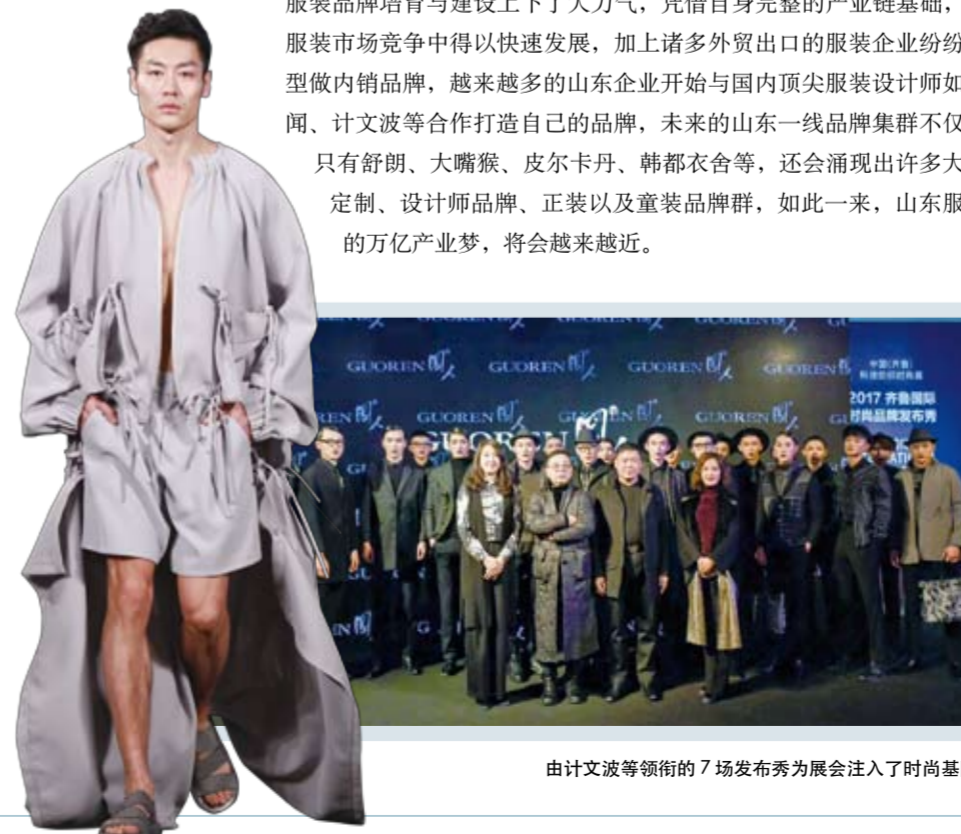 服装品牌培育与建设上下了大力气，凭借自身完整的产业链基础，
服装市场竞争中得以快速发展，加上诸多外贸出口的服装企业纷纷
型做内销品牌，越来越多的山东企业开始与国内顶尖服装设计师如
闻、计文波等合作打造自己的品牌，未来的山东一线品牌集群不仅
只有舒朗、大嘴猴、皮尔卡丹、韩都衣舍等，还会涌现出许多大
定制、设计师品牌、正装以及童装品牌群，如此一来，山东服
的万亿产业梦，将会越来越近。
GUOREN
GUOREN
GUOREN
GUOREN
GUOREN
GUOREN
GUOREN
中国(齐鲁)
2017 齐鲁国际
时尚品牌发布秀
由计文波等领衔的 7 场发布秀为展会注入了时尚基